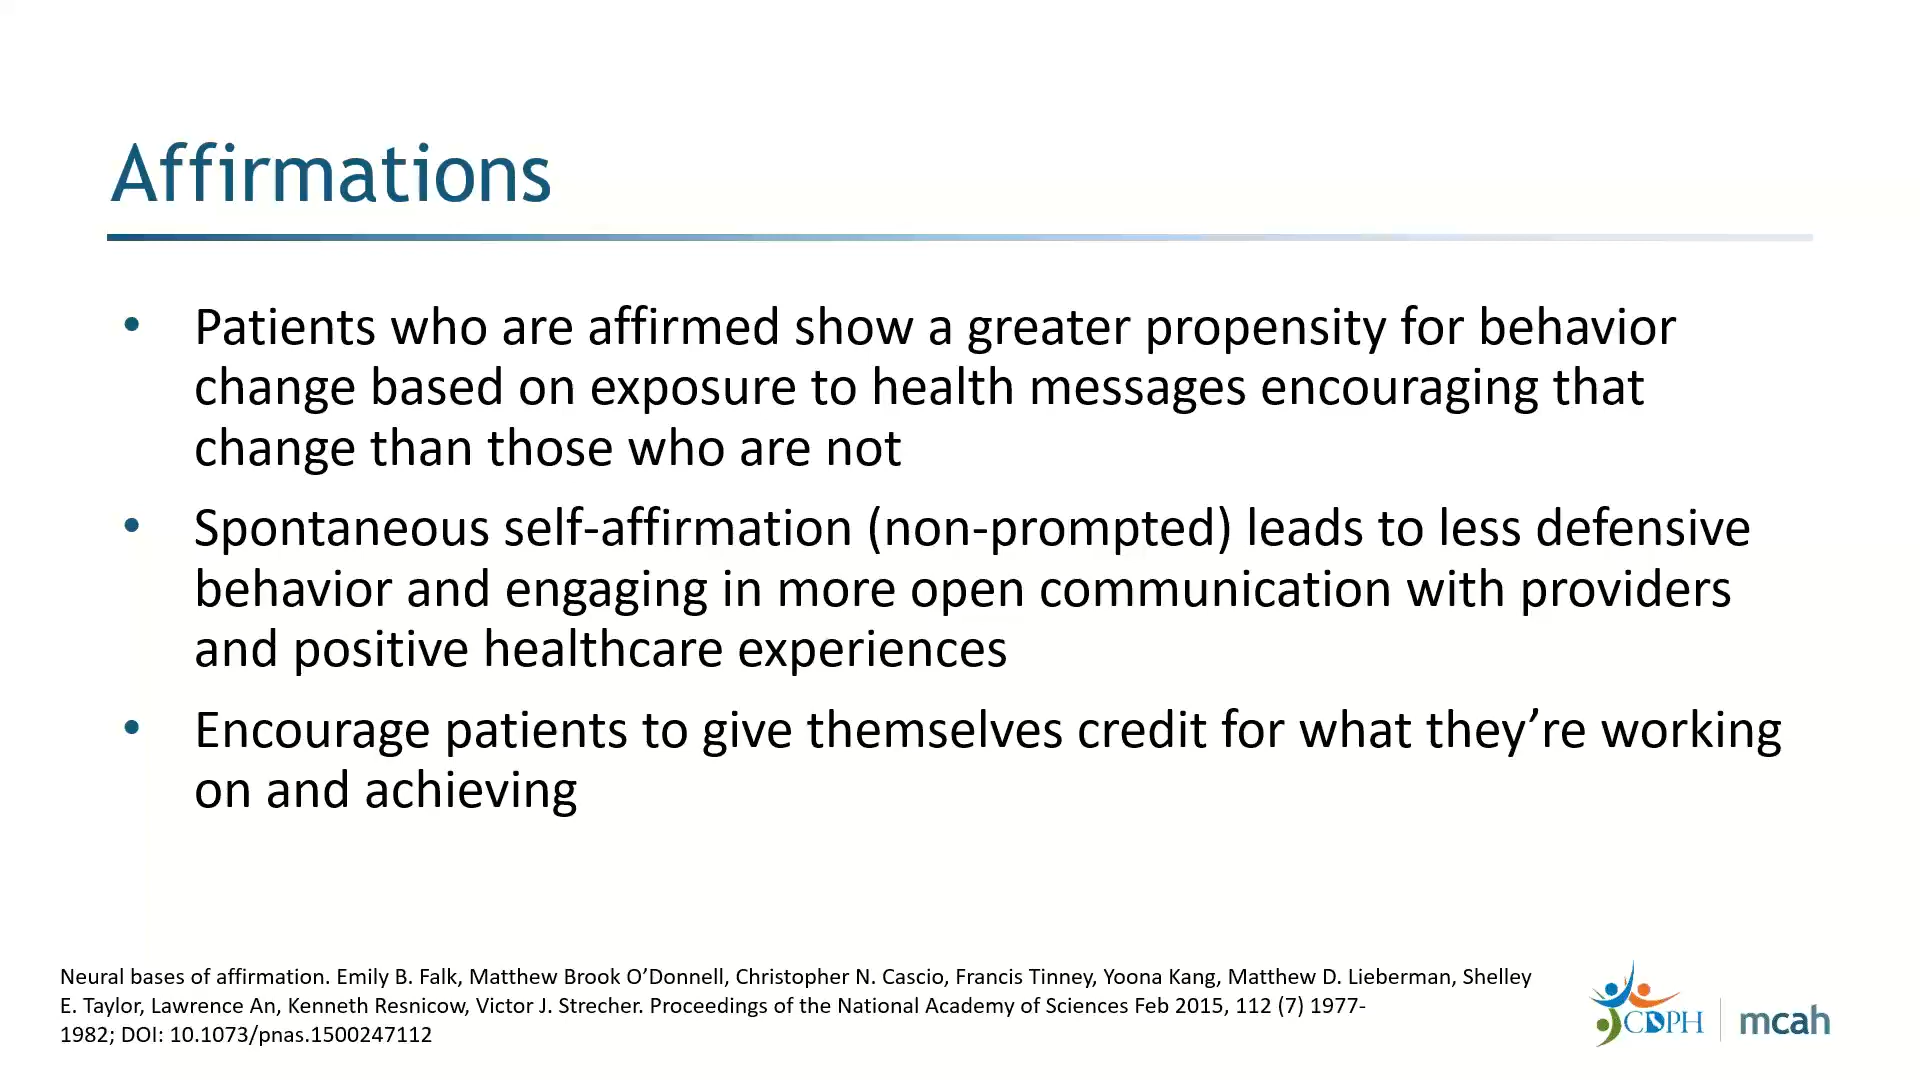 Affirmations
• Patients who are affirmed show a greater propensity for behavior
change based on exposure to health messages encouraging that
change than those who are not
• Spontaneous self-affirmation (non-prompted) leads to less defensive
behavior and engaging in more open communication with providers
and positive healthcare experiences
• Encourage patients to give themselves credit for what they’re working
on and achieving
Neural bases of affirmation. Emily B. Falk, Matthew Brook O’Donnell, Christopher N. Cascio, Francis Tinney, Yoona Kang, Matthew D. Lieberman, Shelley
E. Taylor, Lawrence An, Kenneth Resnicow, Victor J. Strecher. Proceedings of the National Academy of Sciences Feb 2015, 112 (7) 1977-
1982; DOI: 10.1073/pnas.1500247112
CDPH
mcah